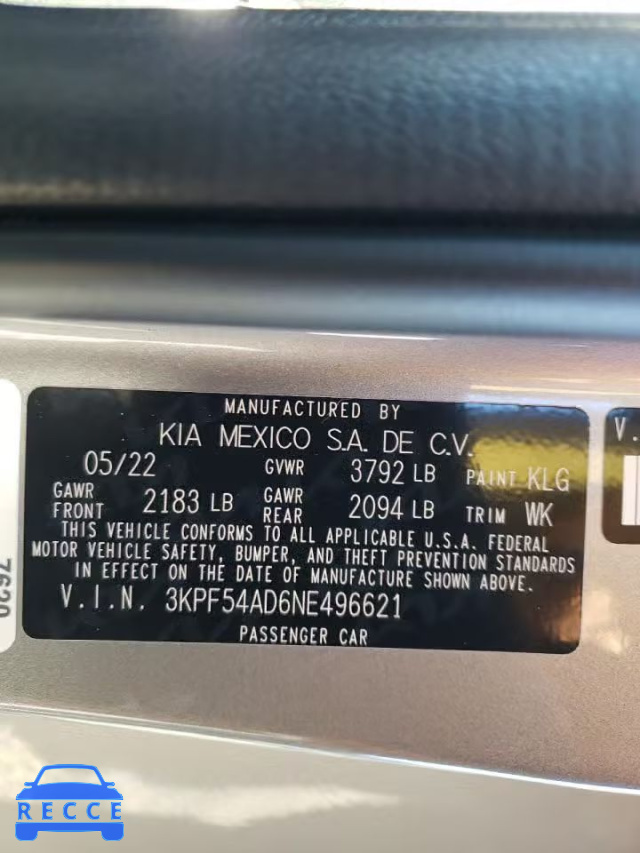 MANUFACTURED BY
KIA MEXICO S.A. DE C.V.
05/22 GVWR 3792 LB PAINT KLG
GAWR FRONT 2183 LB GAWR REAR 2094 LB TRIM WK
THIS VEHICLE CONFORMS TO ALL APPLICABLE U.S.A. FEDERAL
MOTOR VEHICLE SAFETY, BUMPER, AND THEFT PREVENTION STANDARDS
IN EFFECT ON THE DATE OF MANUFACTURE SHOWN ABOVE.
V.I.N. 3KPF54AD6NE496621
PASSENGER CAR
V.
7620
RECCE